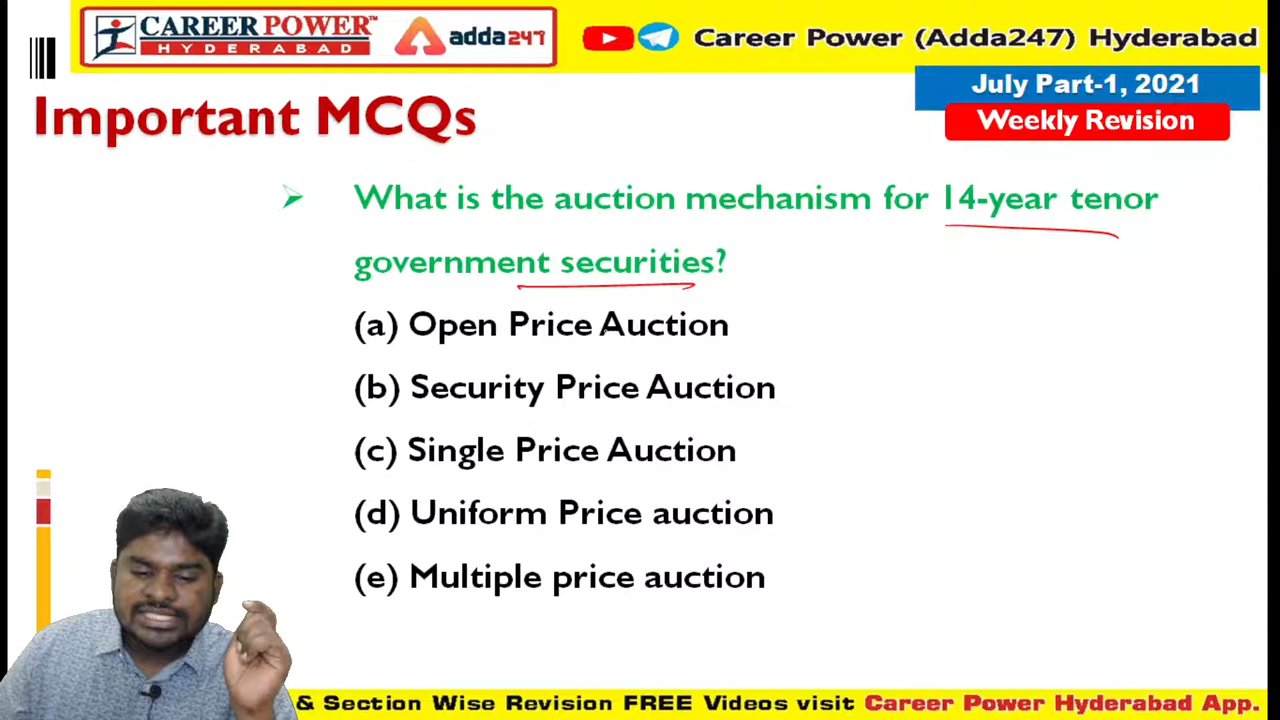 CAREER POWER™
HYDERABAD
adda247
Career Power (Adda247) Hyderabad
July Part-1, 2021
Weekly Revision
Important MCQs
What is the auction mechanism for 14-year tenor
government securities?
(a) Open Price Auction
(b) Security Price Auction
(c) Single Price Auction
(d) Uniform Price auction
(e) Multiple price auction
& Section Wise Revision FREE Videos visit Career Power Hyderabad App.